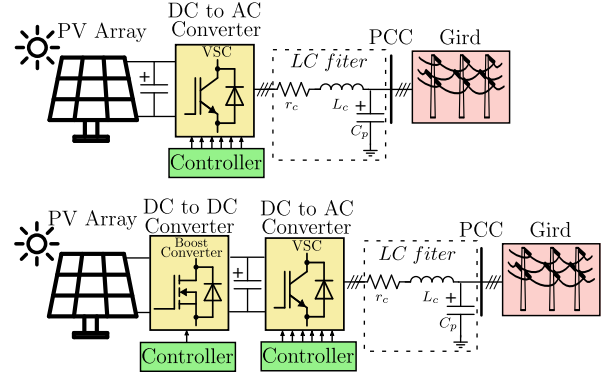 DC to AC
Converter
PV Array
VSC
LC fiter
PCC
Gird
+
r_c
L_c
+
C_p
Controller
DC to DC
Converter
DC to AC
Converter
PV Array
Boost
Converter
VSC
LC fiter
PCC
Gird
+
r_c
L_c
+
C_p
Controller
Controller